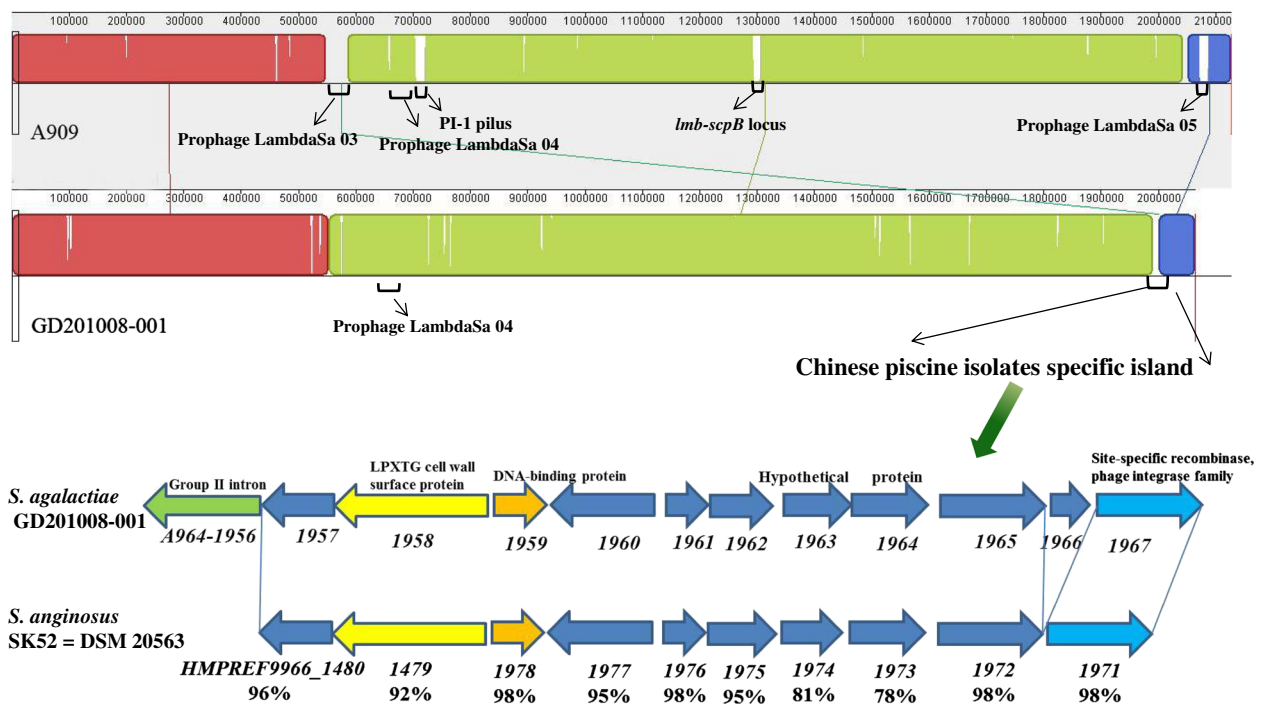 100000 200000 300000 400000 500000 600000 700000 800000 900000 1000000 1100000 1200000 1300000 1400000 1500000 1600000 1700000 1800000 1900000 2000000 210000
A909
Prophage LambdaSa 03
PI-1 pilus
Prophage LambdaSa 04
lmb-scpB locus
Prophage LambdaSa 05
100000 200000 300000 400000 500000 600000 700000 800000 900000 1000000 1100000 1200000 1300000 1400000 1500000 1600000 1700000 1800000 1900000 2000000
GD201008-001
Prophage LambdaSa 04
Chinese piscine isolates specific island
S. agalactiae
GD201008-001
Group II intron
LPXTG cell wall
surface protein
DNA-binding protein
Hypothetical protein
Site-specific recombinase,
phage integrase family
A964-1956 1957 1958 1959 1960 1961 1962 1963 1964 1965 1966 1967
S. anginosus
SK52 = DSM 20563
HMPREF9966_1480 1479 1978 1977 1976 1975 1974 1973 1972 1971
96% 92% 98% 95% 98% 95% 81% 78% 98% 98%